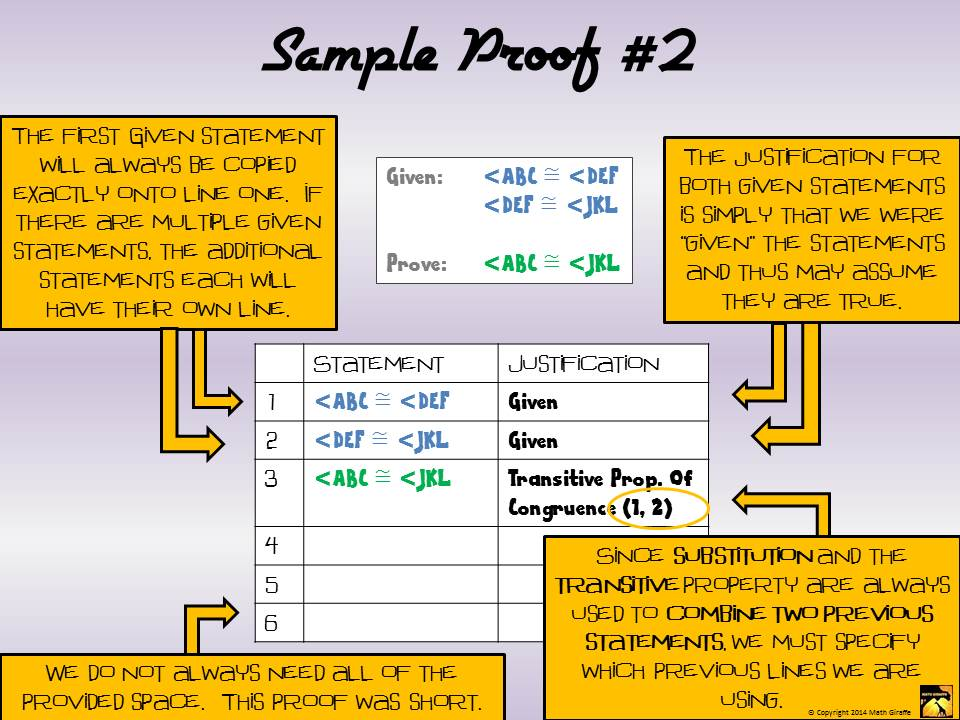 Sample Proof #2
The first Given statement
will always be copied
exactly onto line one. If
there are multiple given
statements, the additional
statements each will
have their own line.
Given: <ABC ≅ <DEF
<DEF ≅ <JKL
Prove: <ABC ≅ <JKL
The justification for
both given statements
is simply that we were
"given" the statements
and thus may assume
they are true.
Statement Justification
1 <ABC ≅ <DEF Given
2 <DEF ≅ <JKL Given
3 <ABC ≅ <JKL Transitive Prop. Of
Congruence (1, 2)
4
5
6
Since substitution and the
transitive property are always
used to combine two previous
statements, we must specify
which previous lines we are
using.
We do not always need all of the
provided space. This proof was short.
© Copyright 2014 Math Giraffe
MATH GIRAFFE